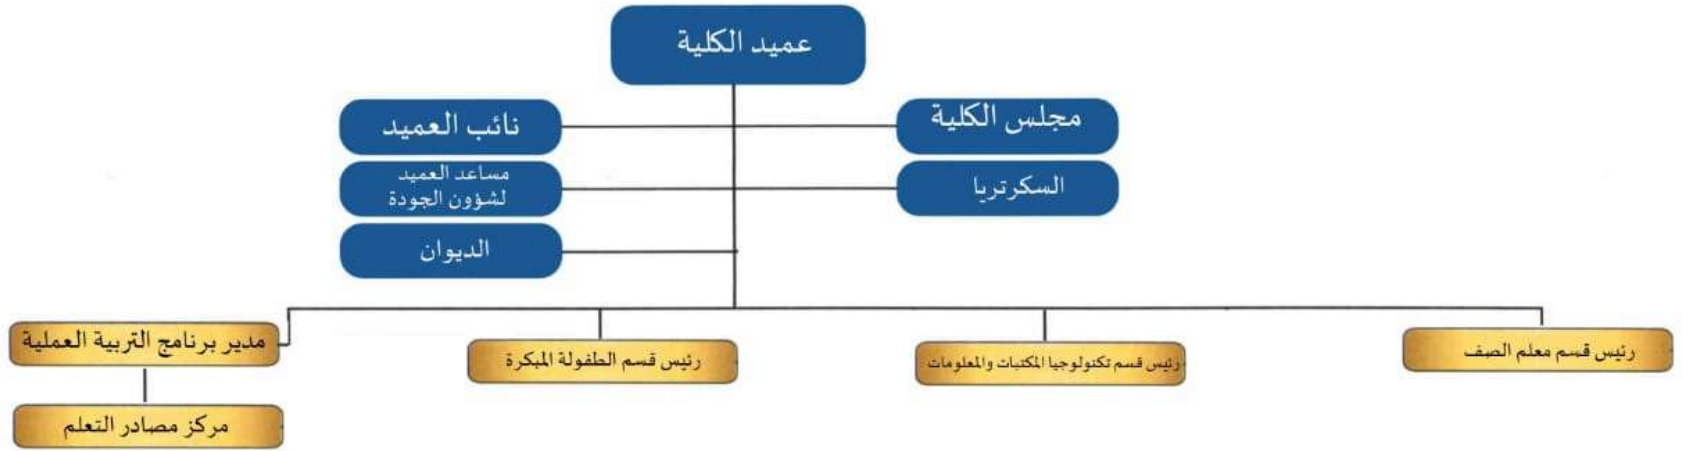 عميد الكلية
مجلس الكلية
نائب العميد
السكرتريا
مساعد العميد
لشؤون الجودة
الديوان
رئيس قسم معلم الصف
رئيس قسم تكنولوجيا المكتبات والمعلومات
رئيس قسم الطفولة المبكرة
مدير برنامج التربية العملية
مركز مصادر التعلم